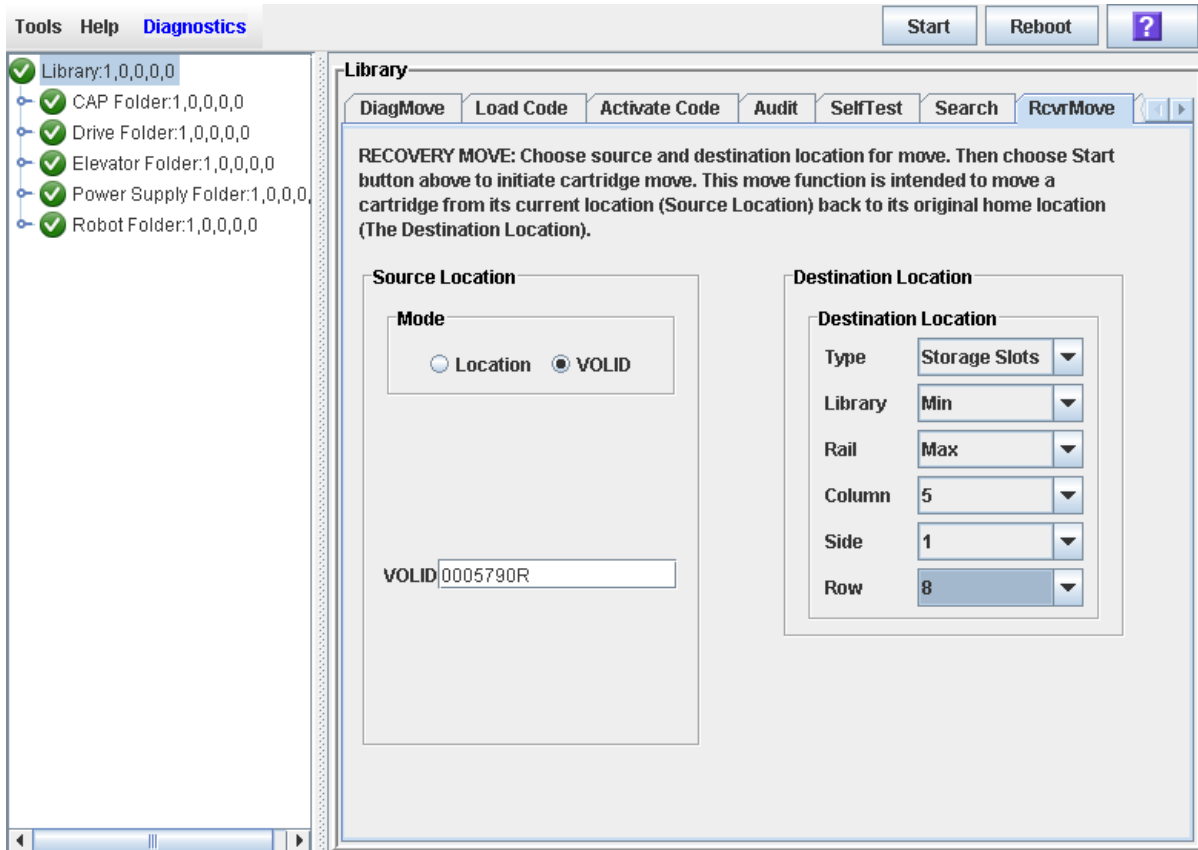 Tools Help Diagnostics Start Reboot ?
Library:1,0,0,0,0
CAP Folder:1,0,0,0,0
Drive Folder:1,0,0,0,0
Elevator Folder:1,0,0,0,0
Power Supply Folder:1,0,0,0,
Robot Folder:1,0,0,0,0
Library
DiagMove Load Code Activate Code Audit SelfTest Search RcvrMove
RECOVERY MOVE: Choose source and destination location for move. Then choose Start
button above to initiate cartridge move. This move function is intended to move a
cartridge from its current location (Source Location) back to its original home location
(The Destination Location).
Source Location
Mode
Location VOLID
VOLID 0005790R
Destination Location
Destination Location
Type Storage Slots
Library Min
Rail Max
Column 5
Side 1
Row 8